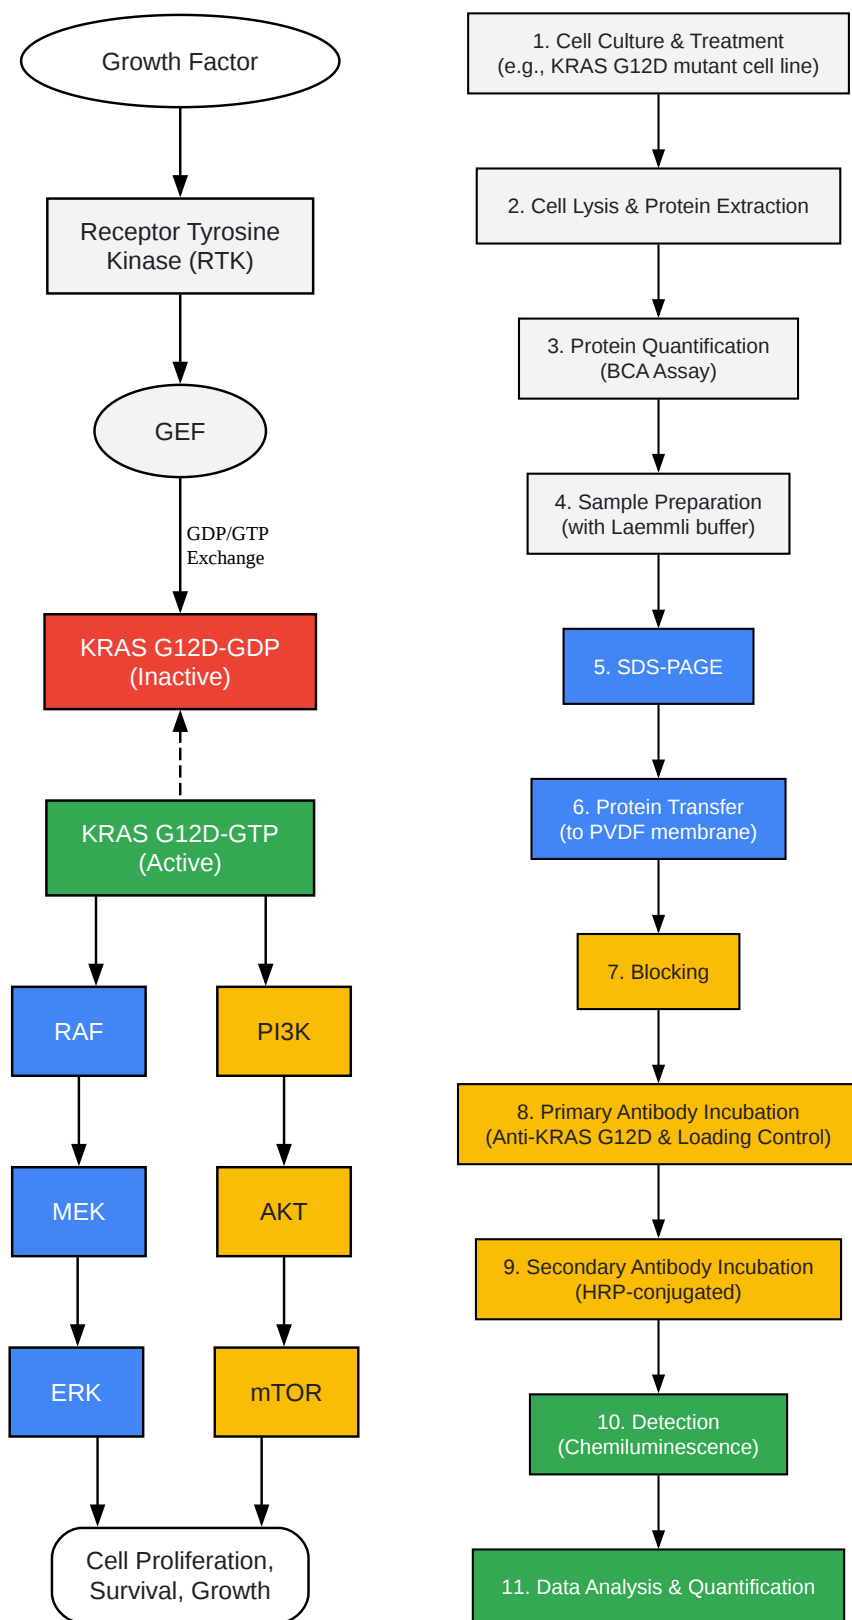 Growth Factor
Receptor Tyrosine
Kinase (RTK)
GEF
GDP/GTP
Exchange
KRAS G12D-GDP
(Inactive)
KRAS G12D-GTP
(Active)
RAF
PI3K
MEK
AKT
ERK
mTOR
Cell Proliferation,
Survival, Growth
1. Cell Culture & Treatment
(e.g., KRAS G12D mutant cell line)
2. Cell Lysis & Protein Extraction
3. Protein Quantification
(BCA Assay)
4. Sample Preparation
(with Laemmli buffer)
5. SDS-PAGE
6. Protein Transfer
(to PVDF membrane)
7. Blocking
8. Primary Antibody Incubation
(Anti-KRAS G12D & Loading Control)
9. Secondary Antibody Incubation
(HRP-conjugated)
10. Detection
(Chemiluminescence)
11. Data Analysis & Quantification